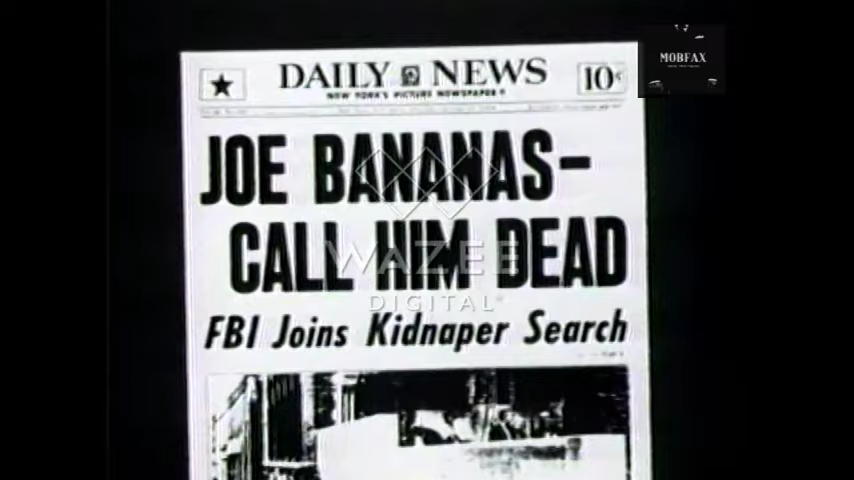 DAILY NEWS
10¢
NEW YORK'S PICTURE NEWSPAPER
MOBFAX
JOE BANANAS–
CALL HIM DEAD
WAZEE
DIGITAL
FBI Joins Kidnaper Search